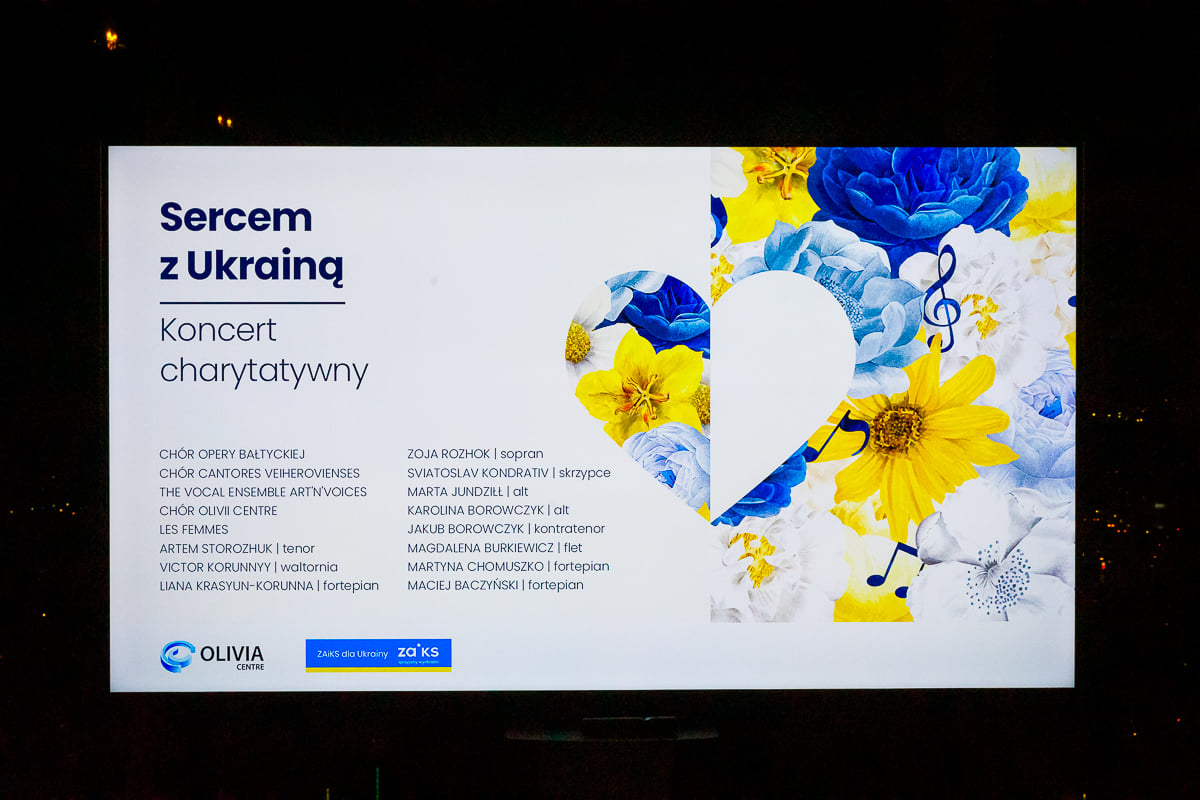 Sercem
z Ukrainą
Koncert
charytatywny
CHÓR OPERY BAŁTYCKIEJ
CHÓR CANTORES VEIHEROVIENSES
THE VOCAL ENSEMBLE ART'N'VOICES
CHÓR OLIVII CENTRE
LES FEMMES
ARTEM STOROZHUK | tenor
VICTOR KORUNNYY | waltornia
LIANA KRASYUN-KORUNNA | fortepian
ZOJA ROZHOK | sopran
SVIATOSLAV KONDRATIV | skrzypce
MARTA JUNDZIŁŁ | alt
KAROLINA BOROWCZYK | alt
JAKUB BOROWCZYK | kontratenor
MAGDALENA BURKIEWICZ | flet
MARTYNA CHOMUSZKO | fortepian
MACIEJ BACZYŃSKI | fortepian
OLIVIA
CENTRE
ZAiKS dla Ukrainy
ZAiKS
sprzyjamy wyobraźni